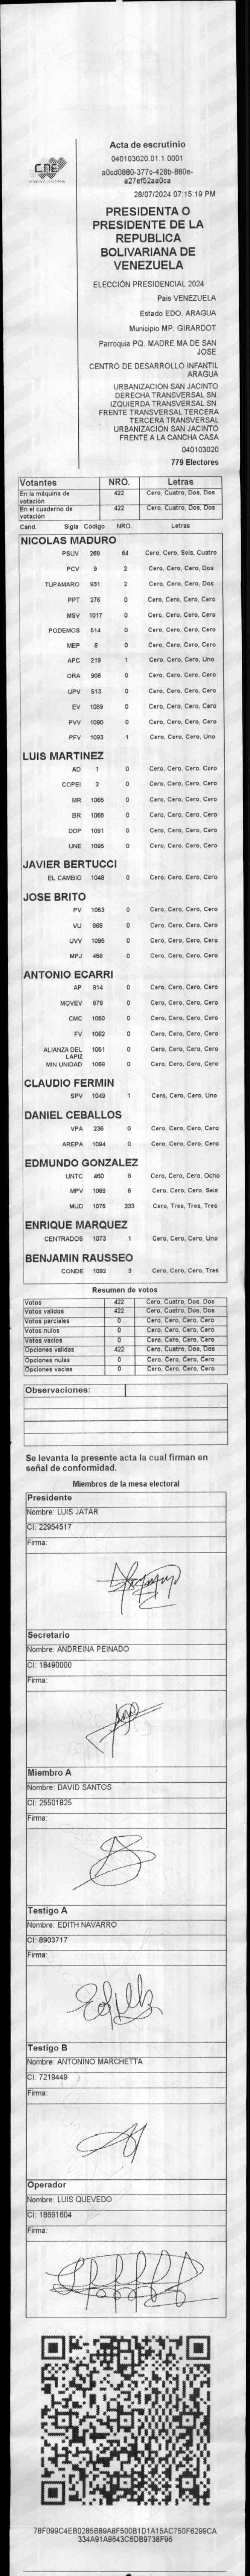 CNE
Acta de escrutinio
040103020.01.1.0001
a0cd0880-377c-428b-880e-
a27ef52aa0ca
28/07/2024 07:15:19 PM
PRESIDENTA O
PRESIDENTE DE LA
REPUBLICA
BOLIVARIANA DE
VENEZUELA
ELECCIÓN PRESIDENCIAL 2024
Pais VENEZUELA
Estado EDO. ARAGUA
Municipio MP. GIRARDOT
Parroquia PQ. MADRE MA DE SAN
JOSE
CENTRO DE DESARROLLO INFANTIL
ARAGUA
URBANIZACION SAN JACINTO
DERECHA TRANSVERSAL SN.
IZQUIERDA TRANSVERSAL SN.
FRENTE TRANSVERSAL TERCERA
TERCERA TRANSVERSAL
URBANIZACIÓN SAN JACINTO
FRENTE A LA CANCHA CASA
040103020
779 Electores
Votantes NRO. Letras
En la máquina de votación 422 Cero, Cuatro, Dos, Dos
En el cuaderno de votación 422 Cero, Cuatro, Dos, Dos
Cand. Sigla Código NRO. Letras
NICOLAS MADURO
PSUV 269 64 Cero, Cero, Seis, Cuatro
PCV 9 2 Cero, Cero, Cero, Dos
TUPAMARO 931 2 Cero, Cero, Cero, Dos
PPT 275 0 Cero, Cero, Cero, Cero
MSV 1017 0 Cero, Cero, Cero, Cero
PODEMOS 514 0 Cero, Cero, Cero, Cero
MEP 6 0 Cero, Cero, Cero, Cero
APC 219 1 Cero, Cero, Cero, Uno
ORA 906 0 Cero, Cero, Cero, Cero
UPV 513 0 Cero, Cero, Cero, Cero
EV 1089 0 Cero, Cero, Cero, Cero
PVV 1090 0 Cero, Cero, Cero, Cero
PFV 1093 1 Cero, Cero, Cero, Uno
LUIS MARTINEZ
AD 1 0 Cero, Cero, Cero, Cero
COPEI 2 0 Cero, Cero, Cero, Cero
MR 1065 0 Cero, Cero, Cero, Cero
BR 1066 0 Cero, Cero, Cero, Cero
DDP 1091 0 Cero, Cero, Cero, Cero
UNE 1095 0 Cero, Cero, Cero, Cero
JAVIER BERTUCCI
EL CAMBIO 1048 0 Cero, Cero, Cero, Cero
JOSE BRITO
PV 1053 0 Cero, Cero, Cero, Cero
VU 868 0 Cero, Cero, Cero, Cero
UVV 1096 0 Cero, Cero, Cero, Cero
MPJ 458 0 Cero, Cero, Cero, Cero
ANTONIO ECARRI
AP 814 0 Cero, Cero, Cero, Cero
MOVEV 879 0 Cero, Cero, Cero, Cero
CMC 1050 0 Cero, Cero, Cero, Cero
FV 1062 0 Cero, Cero, Cero, Cero
ALIANZA DEL LAPIZ 1051 0 Cero, Cero, Cero, Cero
MIN UNIDAD 1069 0 Cero, Cero, Cero, Cero
CLAUDIO FERMIN
SPV 1049 1 Cero, Cero, Cero, Uno
DANIEL CEBALLOS
VPA 236 0 Cero, Cero, Cero, Cero
AREPA 1094 0 Cero, Cero, Cero, Cero
EDMUNDO GONZALEZ
UNTC 460 8 Cero, Cero, Cero, Ocho
MPV 1069 6 Cero, Cero, Cero, Seis
MUD 1075 333 Cero, Tres, Tres, Tres
ENRIQUE MARQUEZ
CENTRADOS 1073 1 Cero, Cero, Cero, Uno
BENJAMIN RAUSSEO
CONDE 1092 3 Cero, Cero, Cero, Tres
Resumen de votos
Votos 422 Cero, Cuatro, Dos, Dos
Votos validos 422 Cero, Cuatro, Dos, Dos
Votos parciales 0 Cero, Cero, Cero, Cero
Votos nulos 0 Cero, Cero, Cero, Cero
Votos vacios 0 Cero, Cero, Cero, Cero
Opciones validas 422 Cero, Cuatro, Dos, Dos
Opciones nulas 0 Cero, Cero, Cero, Cero
Opciones vacias 0 Cero, Cero, Cero, Cero
Observaciones:
Se levanta la presente acta la cual firman en
señal de conformidad.
Miembros de la mesa electoral
Presidente
Nombre: LUIS JATAR
CI: 22954517
Firma:
Secretario
Nombre: ANDREINA PEINADO
CI: 18490000
Firma:
Miembro A
Nombre: DAVID SANTOS
CI: 25501825
Firma:
Testigo A
Nombre: EDITH NAVARRO
CI: 8903717
Firma:
Testigo B
Nombre: ANTONINO MARCHETTA
CI: 7219449
Firma:
Operador
Nombre: LUIS QUEVEDO
CI: 16691604
Firma:
78F099C4EB0285B89A8F500B1D1A15AC750F6299CA
334A91A9643C6DB9738F96